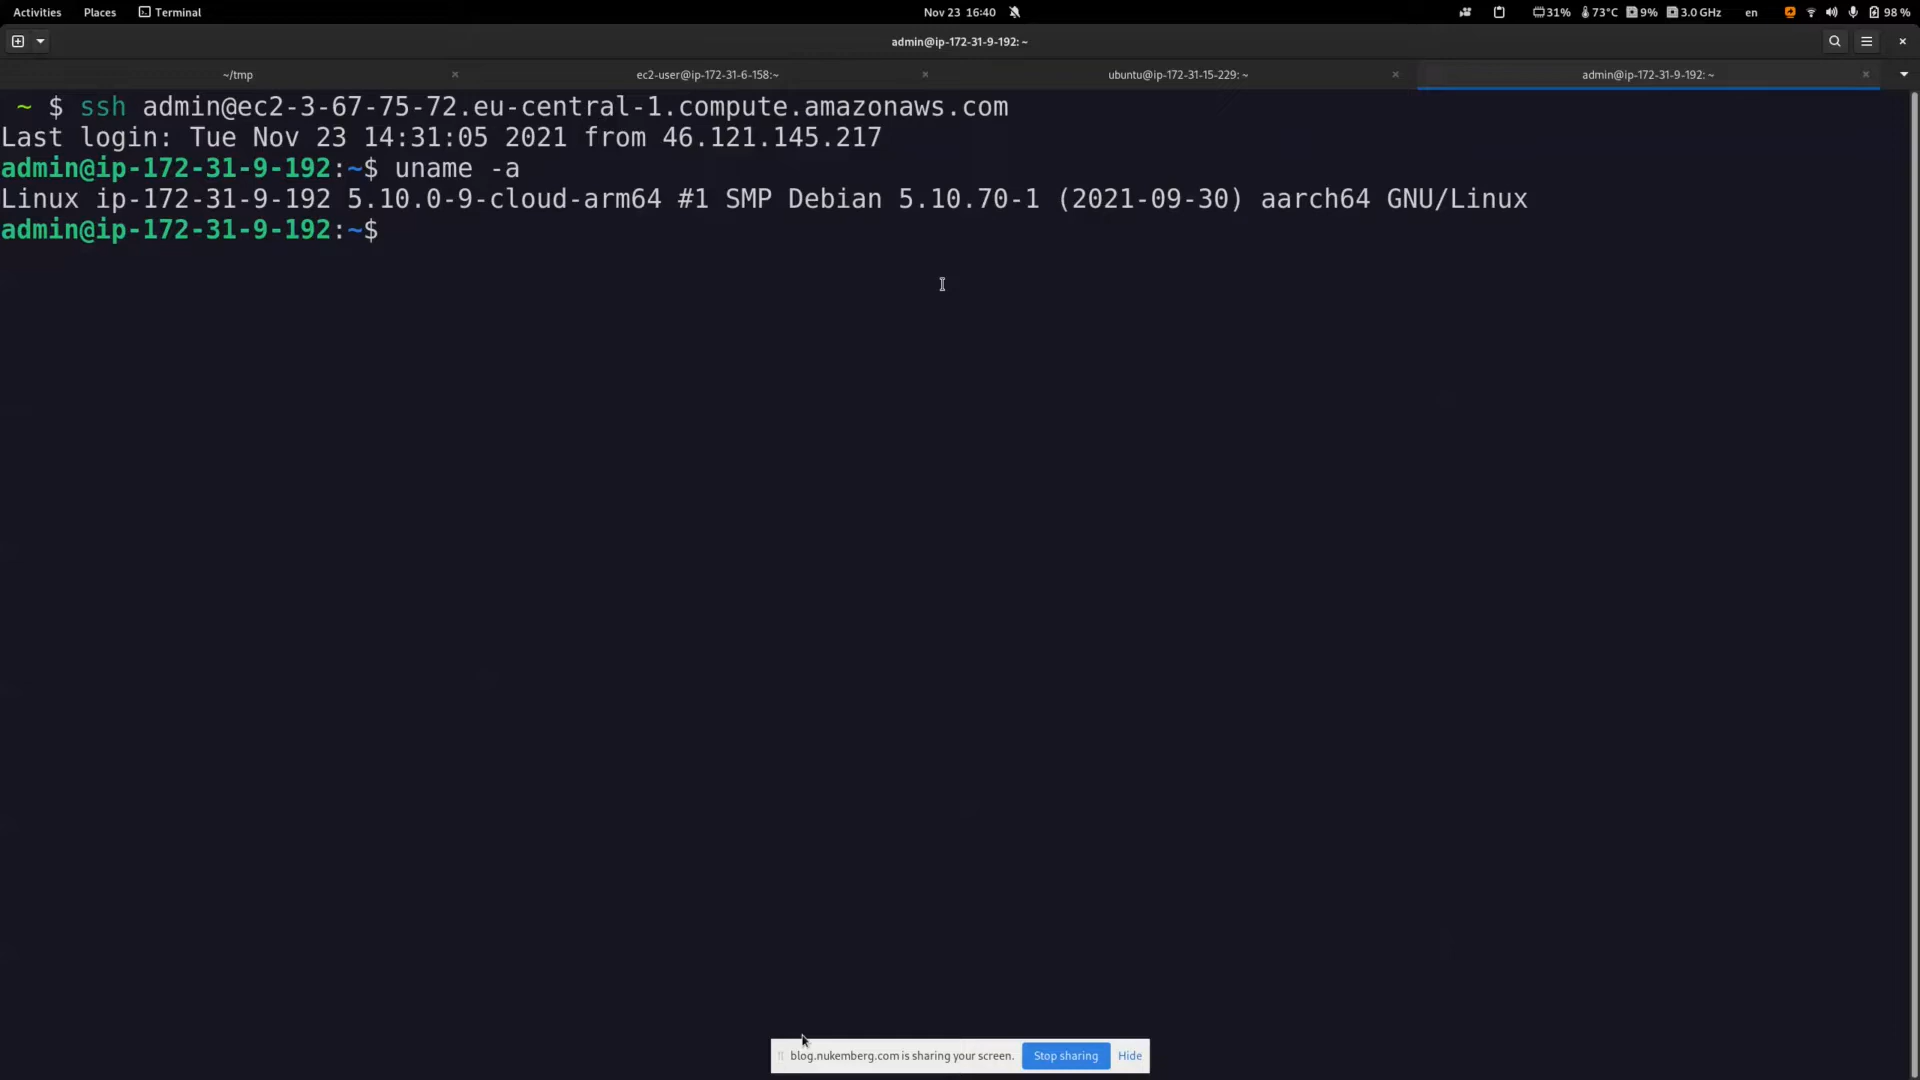 Activities Places Terminal Nov 23 16:40 31% 73°C 9% 3.0 GHz en 98 %
admin@ip-172-31-9-192: ~
~/tmp ec2-user@ip-172-31-6-158:~ ubuntu@ip-172-31-15-229: ~ admin@ip-172-31-9-192: ~
~ $ ssh admin@ec2-3-67-75-72.eu-central-1.compute.amazonaws.com
Last login: Tue Nov 23 14:31:05 2021 from 46.121.145.217
admin@ip-172-31-9-192:~$ uname -a
Linux ip-172-31-9-192 5.10.0-9-cloud-arm64 #1 SMP Debian 5.10.70-1 (2021-09-30) aarch64 GNU/Linux
admin@ip-172-31-9-192:~$
blog.nukemberg.com is sharing your screen. Stop sharing Hide